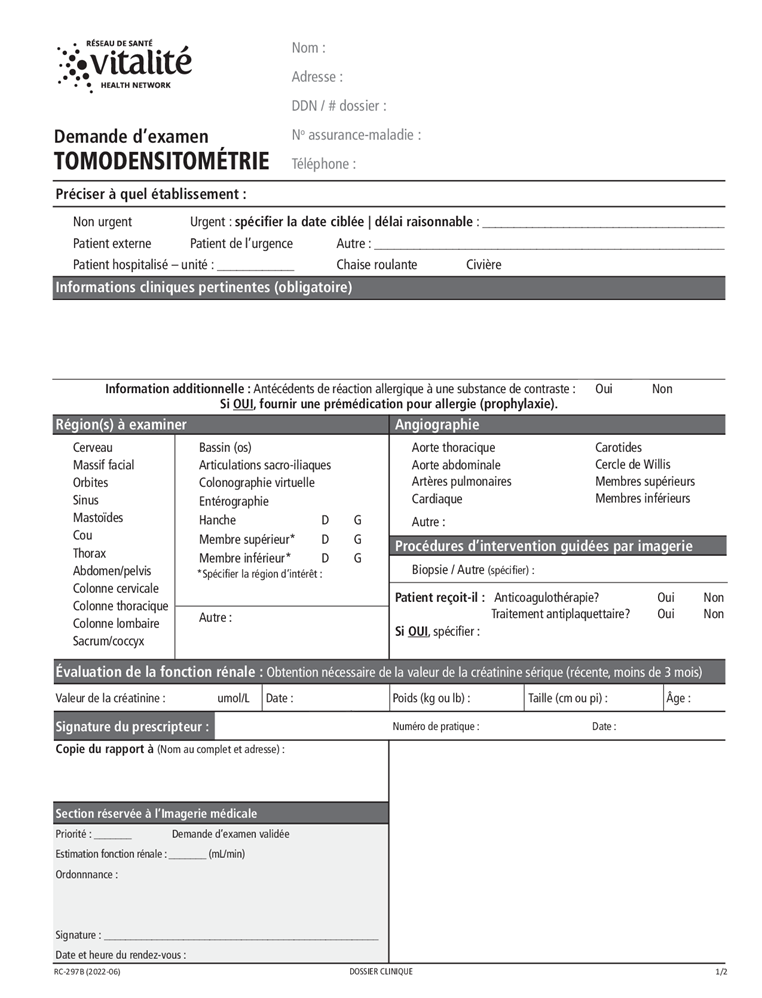 RÉSEAU DE SANTÉ
vitalité
HEALTH NETWORK
Demande d'examen
TOMODENSITOMÉTRIE
Nom :
Adresse :
DDN / # dossier :
Nº assurance-maladie :
Téléphone :
Préciser à quel établissement :
Non urgent Urgent : spécifier la date ciblée | délai raisonnable : ____
Patient externe Patient de l'urgence Autre : ____
Patient hospitalisé – unité : ____ Chaise roulante Civière
Informations cliniques pertinentes (obligatoire)
Information additionnelle : Antécédents de réaction allergique à une substance de contraste : Oui Non
Si OUI, fournir une prémédication pour allergie (prophylaxie).
Région(s) à examiner
Cerveau
Massif facial
Orbites
Sinus
Mastoïdes
Cou
Thorax
Abdomen/pelvis
Colonne cervicale
Colonne thoracique
Colonne lombaire
Sacrum/coccyx
Bassin (os)
Articulations sacro-iliaques
Colonographie virtuelle
Entérographie
Hanche D G
Membre supérieur* D G
Membre inférieur* D G
*Spécifier la région d'intérêt :
Autre :
Angiographie
Aorte thoracique Carotides
Aorte abdominale Cercle de Willis
Artères pulmonaires Membres supérieurs
Cardiaque Membres inférieurs
Autre :
Procédures d'intervention guidées par imagerie
Biopsie / Autre (spécifier) :
Patient reçoit-il : Anticoagulothérapie? Oui Non
Traitement antiplaquettaire? Oui Non
Si OUI, spécifier :
Évaluation de la fonction rénale : Obtention nécessaire de la valeur de la créatinine sérique (récente, moins de 3 mois)
Valeur de la créatinine : umol/L Date : Poids (kg ou lb) : Taille (cm ou pi) : Âge :
Signature du prescripteur : Numéro de pratique : Date :
Copie du rapport à (Nom au complet et adresse) :
Section réservée à l'Imagerie médicale
Priorité : ____ Demande d'examen validée
Estimation fonction rénale : ____ (mL/min)
Ordonnnance :
Signature : ____
Date et heure du rendez-vous :
RC-297B (2022-06) DOSSIER CLINIQUE 1/2